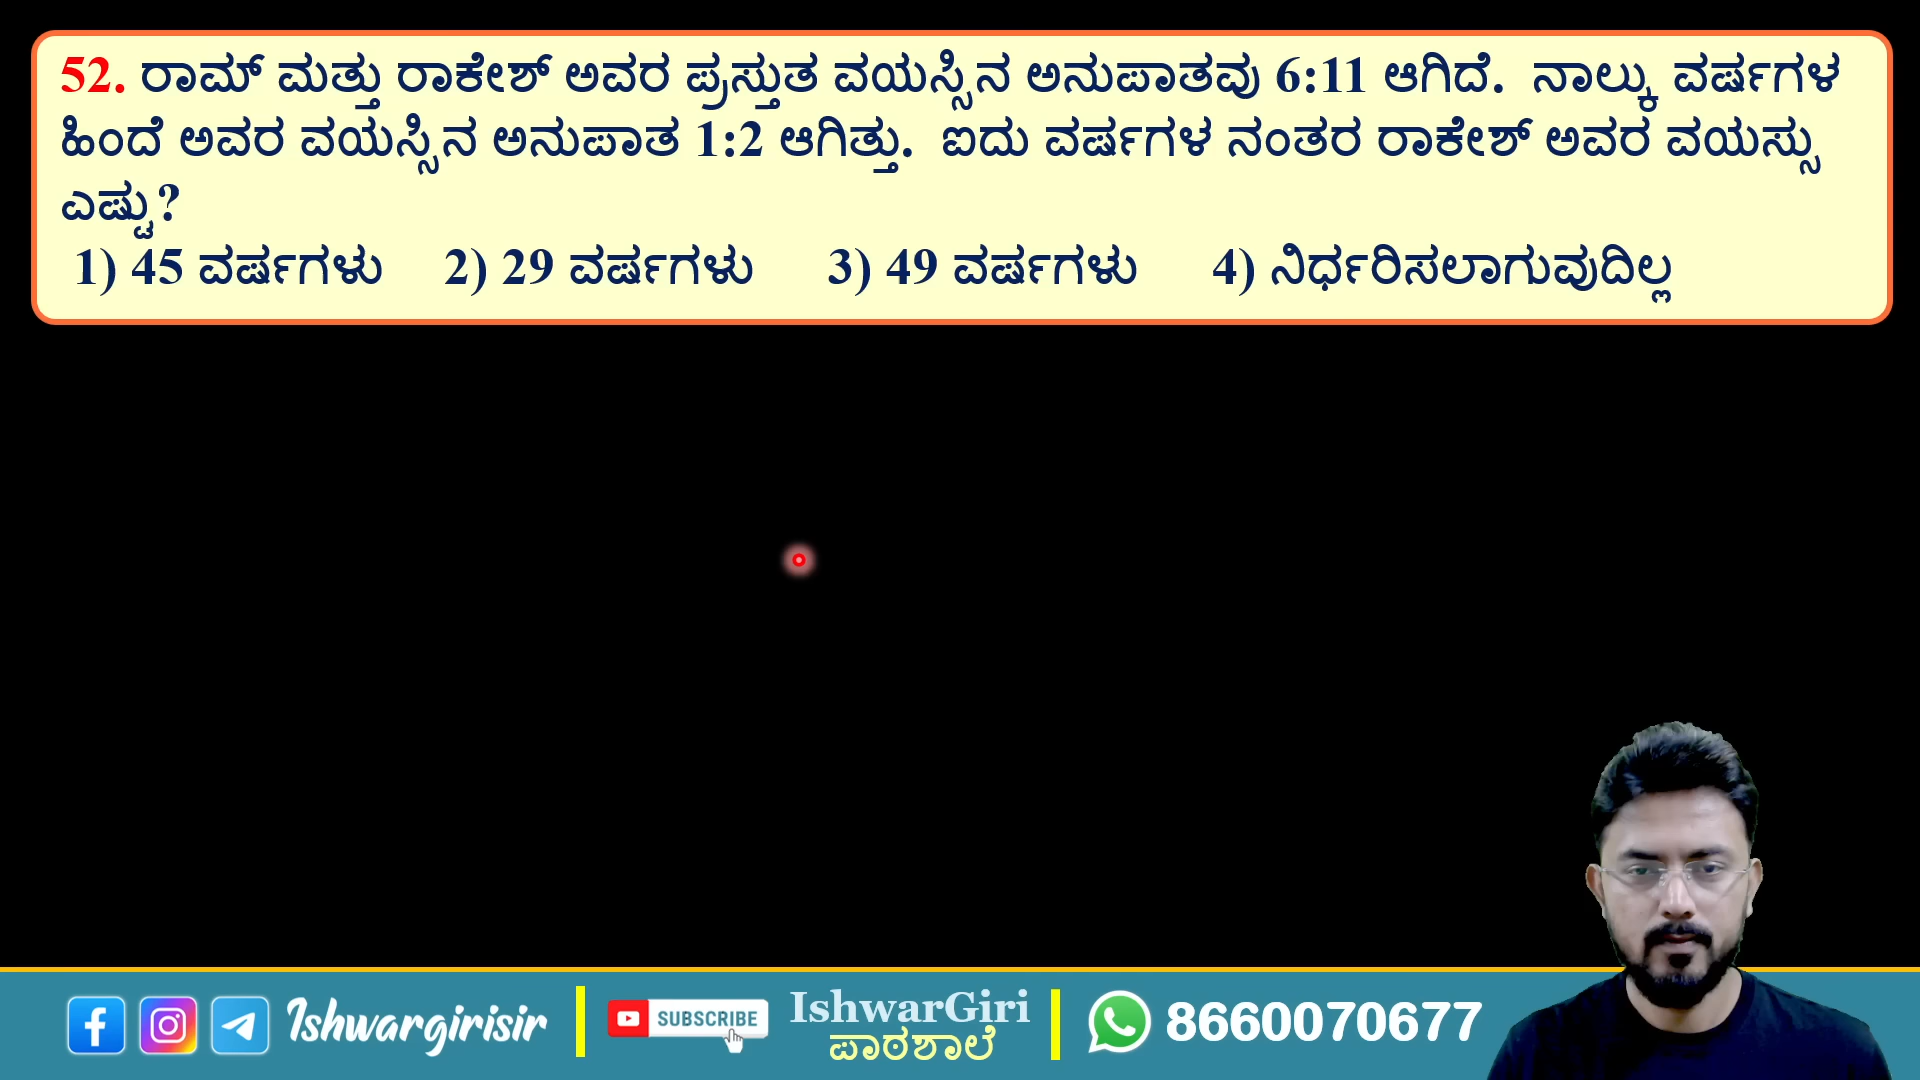 52. ರಾಮ್ ಮತ್ತು ರಾಕೇಶ್ ಅವರ ಪ್ರಸ್ತುತ ವಯಸ್ಸಿನ ಅನುಪಾತವು 6:11 ಆಗಿದೆ. ನಾಲ್ಕು ವರ್ಷಗಳ
ಹಿಂದೆ ಅವರ ವಯಸ್ಸಿನ ಅನುಪಾತ 1:2 ಆಗಿತ್ತು. ಐದು ವರ್ಷಗಳ ನಂತರ ರಾಕೇಶ್ ಅವರ ವಯಸ್ಸು
ಎಷ್ಟು?
1) 45 ವರ್ಷಗಳು 2) 29 ವರ್ಷಗಳು 3) 49 ವರ್ಷಗಳು 4) ನಿರ್ಧರಿಸಲಾಗುವುದಿಲ್ಲ
Ishwargirisir SUBSCRIBE IshwarGiri 8660070677
ಪಾಠಶಾಲೆ